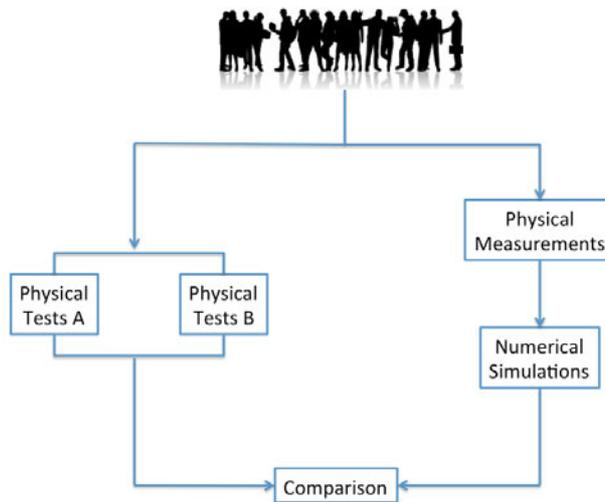 Physical
Measurements
Physical
Tests A
Physical
Tests B
Numerical
Simulations
Comparison